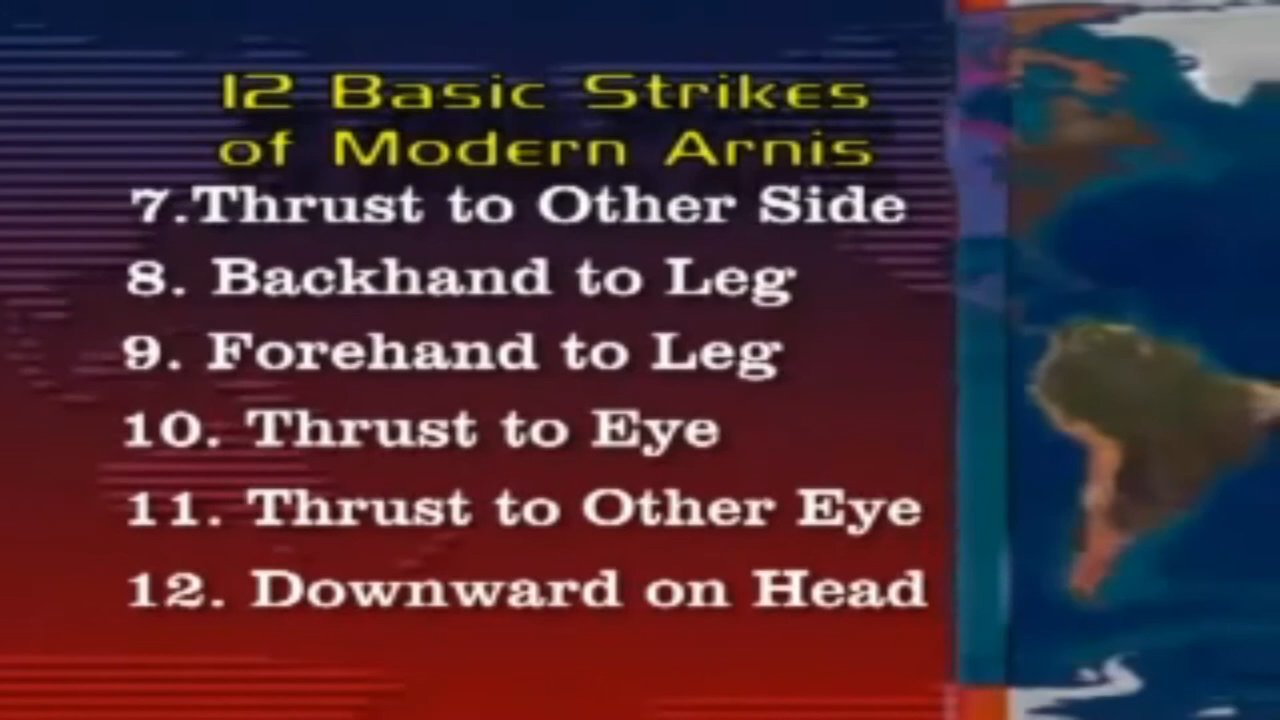 12 Basic Strikes
of Modern Arnis
7.Thrust to Other Side
8. Backhand to Leg
9. Forehand to Leg
10. Thrust to Eye
11. Thrust to Other Eye
12. Downward on Head